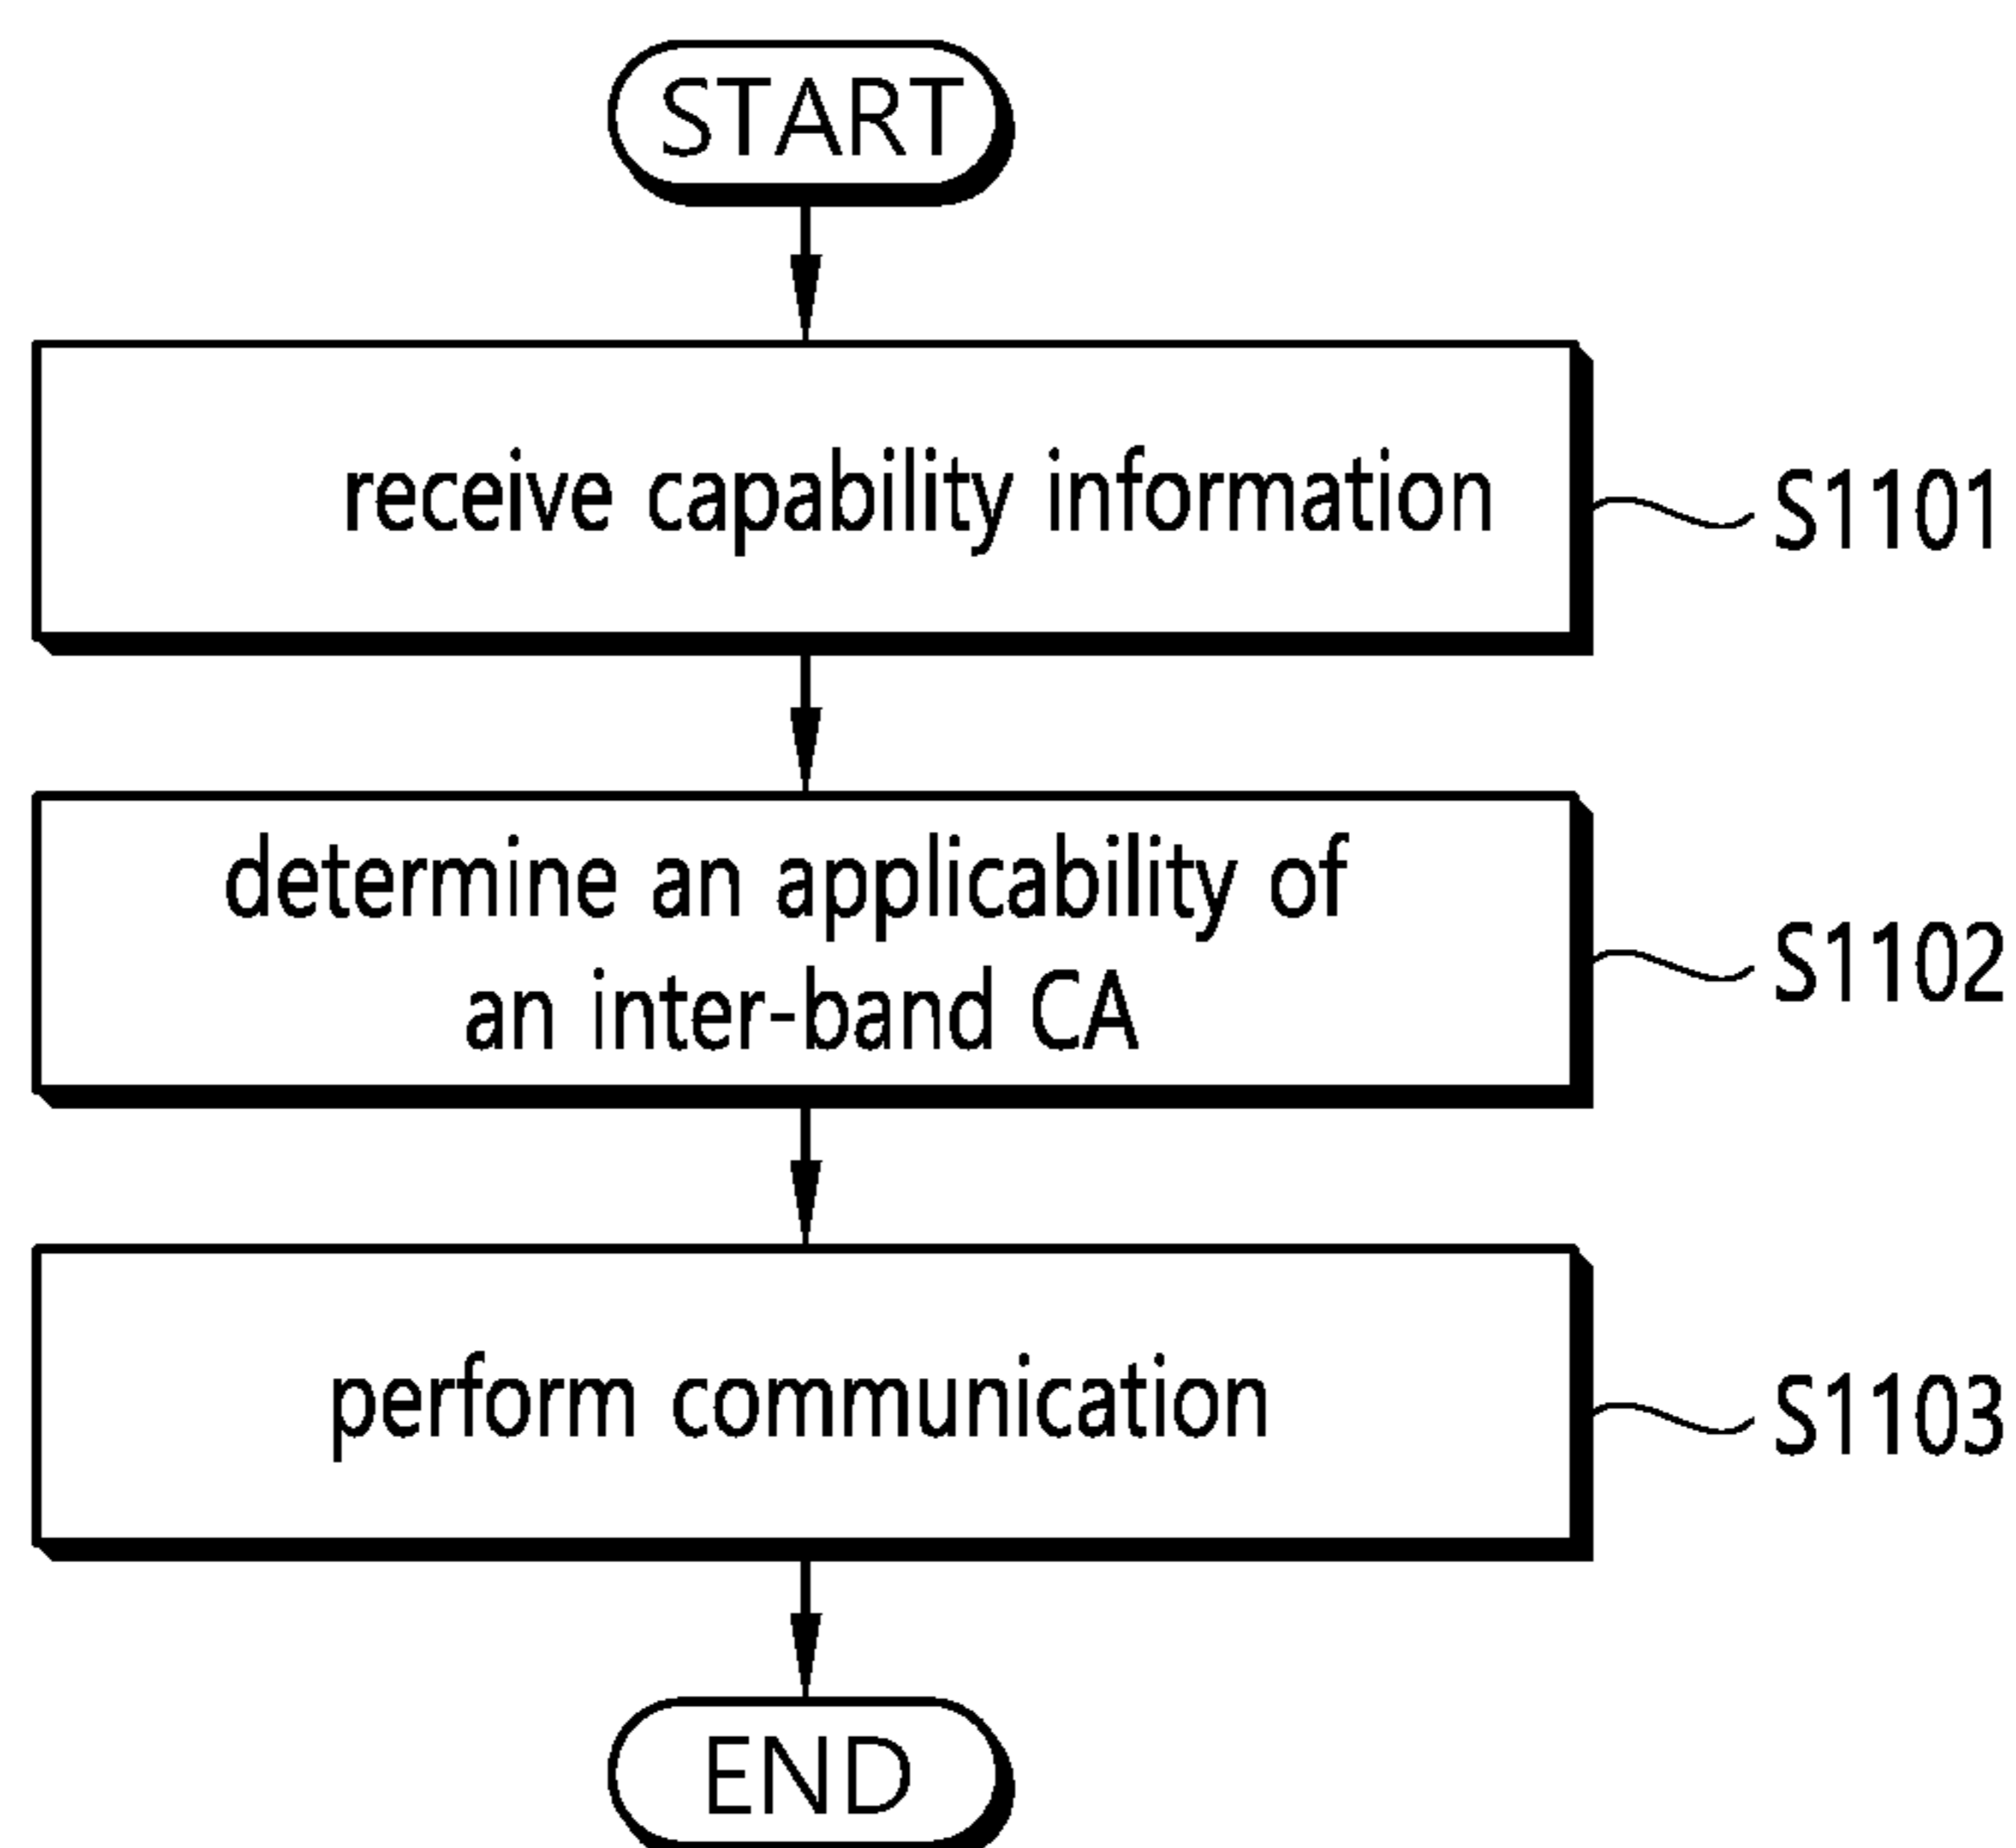 START
receive capability information
S1101
determine an applicability of
an inter-band CA
S1102
perform communication
S1103
END